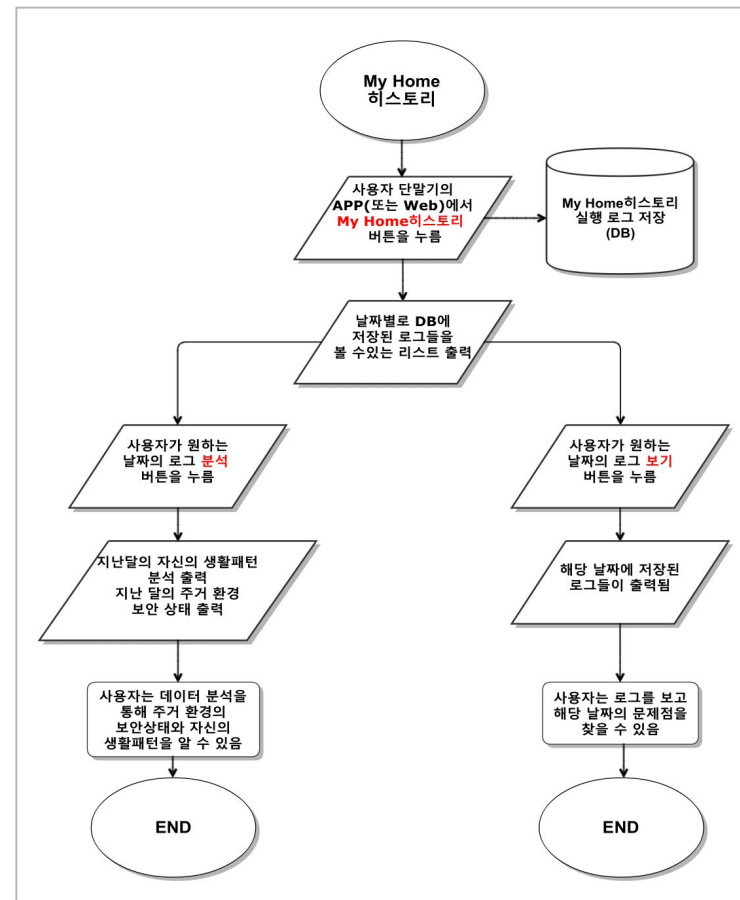 My Home
히스토리
사용자 단말기의
APP(또는 Web)에서
My Home히스토리
버튼을 누름
My Home히스토리
실행 로그 저장
(DB)
날짜별로 DB에
저장된 로그들을
볼 수있는 리스트 출력
사용자가 원하는
날짜의 로그 분석
버튼을 누름
사용자가 원하는
날짜의 로그 보기
버튼을 누름
지난달의 자신의 생활패턴
분석 출력
지난 달의 주거 환경
보안 상태 출력
해당 날짜에 저장된
로그들이 출력됨
사용자는 데이터 분석을
통해 주거 환경의
보안상태와 자신의
생활패턴을 알 수 있음
사용자는 로그를 보고
해당 날짜의 문제점을
찾을 수 있음
END
END